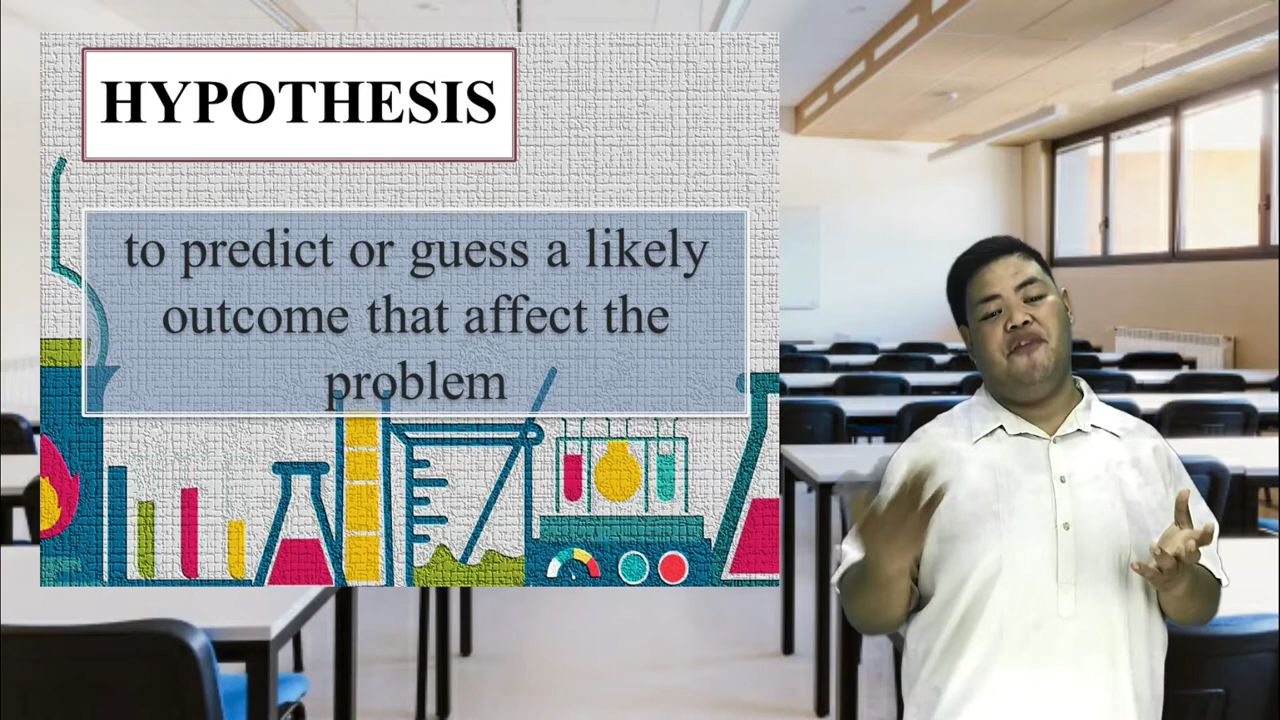 HYPOTHESIS
to predict or guess a likely
outcome that affect the
problem